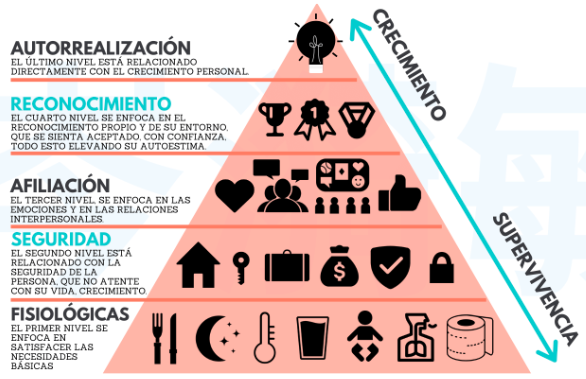 AUTORREALIZACIÓN
EL ÚLTIMO NIVEL ESTÁ RELACIONADO
DIRECTAMENTE CON EL CRECIMIENTO PERSONAL.
RECONOCIMIENTO
EL CUARTO NIVEL SE ENFOCA EN EL
RECONOCIMIENTO PROPIO Y DE SU ENTORNO,
QUE SE SIENTA ACEPTADO, CON CONFIANZA,
TODO ESTO ELEVANDO SU AUTOESTIMA.
1
AFILIACIÓN
EL TERCER NIVEL, SE ENFOCA EN LAS
EMOCIONES Y EN LAS RELACIONES
INTERPERSONALES.
SEGURIDAD
EL SEGUNDO NIVEL ESTÁ
RELACIONADO CON LA
SEGURIDAD DE LA
PERSONA, QUE NO ATENTE
CON SU VIDA, CRECIMIENTO.
$
FISIOLÓGICAS
EL PRIMER NIVEL SE
ENFOCA EN
SATISFACER LAS
NECESIDADES
BÁSICAS
CRECIMIENTO
SUPERVIVENCIA